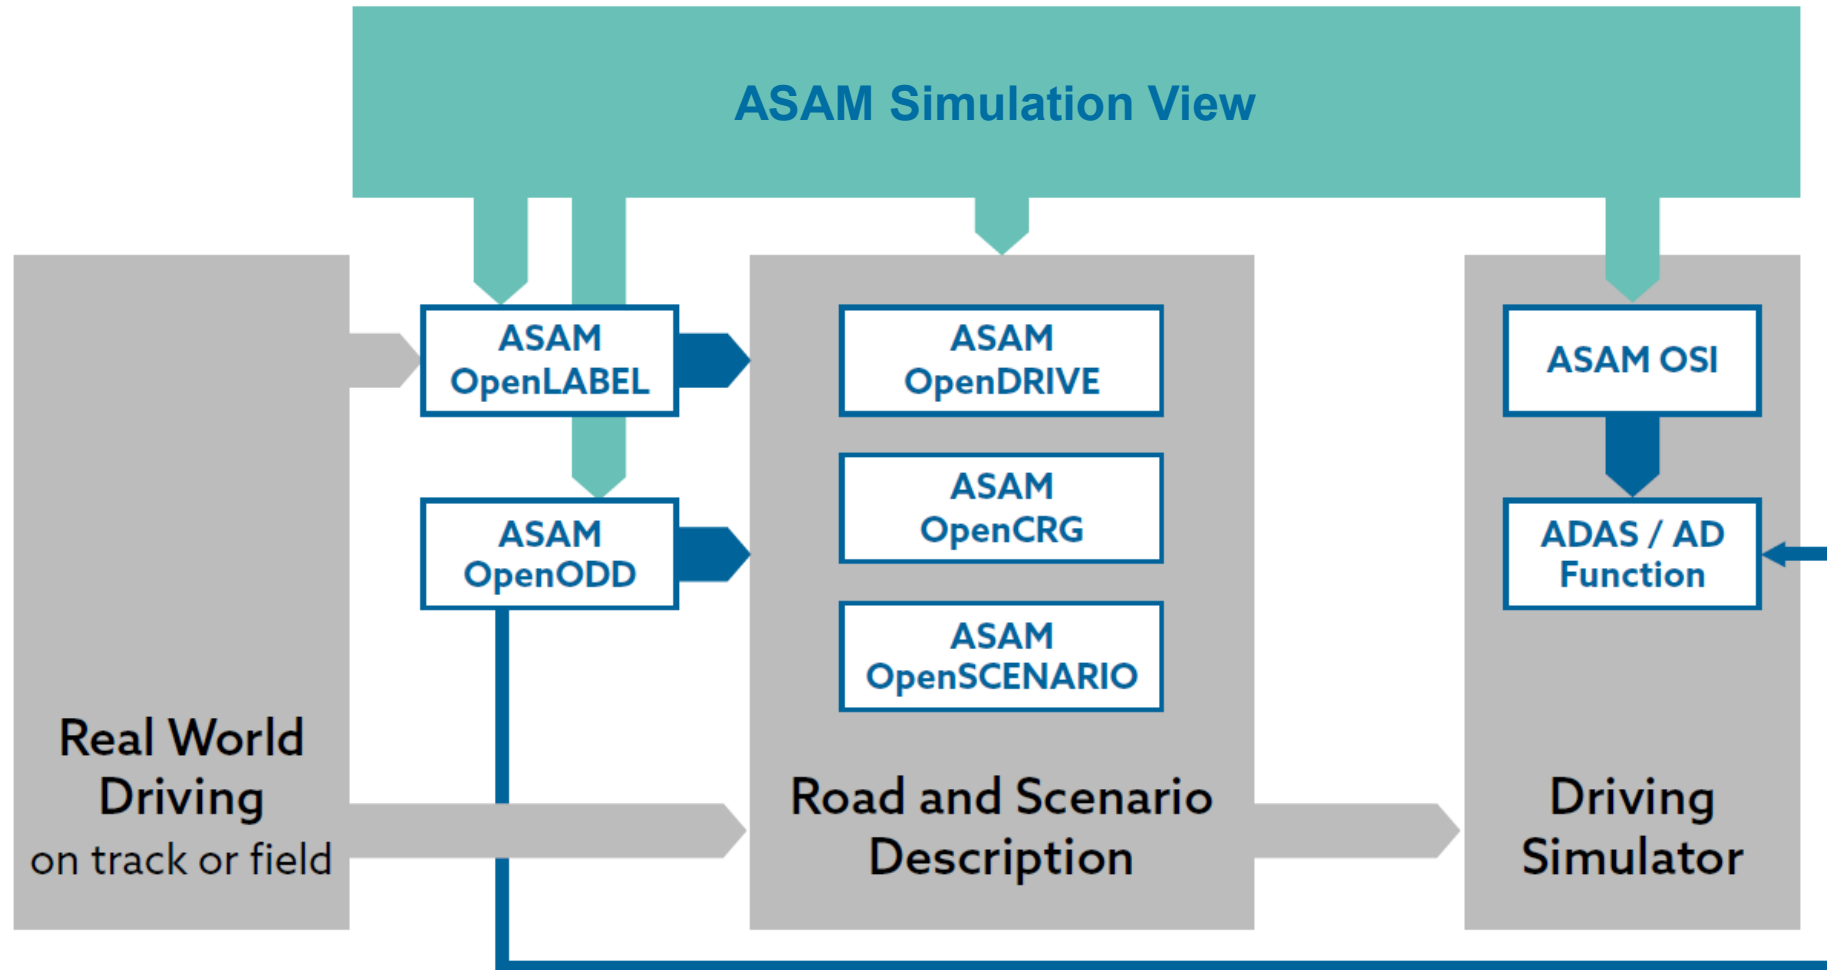 ASAM Simulation View
ASAM
OpenLABEL
ASAM
OpenODD
Real World
Driving
on track or field
ASAM
OpenDRIVE
ASAM
OpenCRG
ASAM
OpenSCENARIO
Road and Scenario
Description
ASAM OSI
ADAS / AD
Function
Driving
Simulator